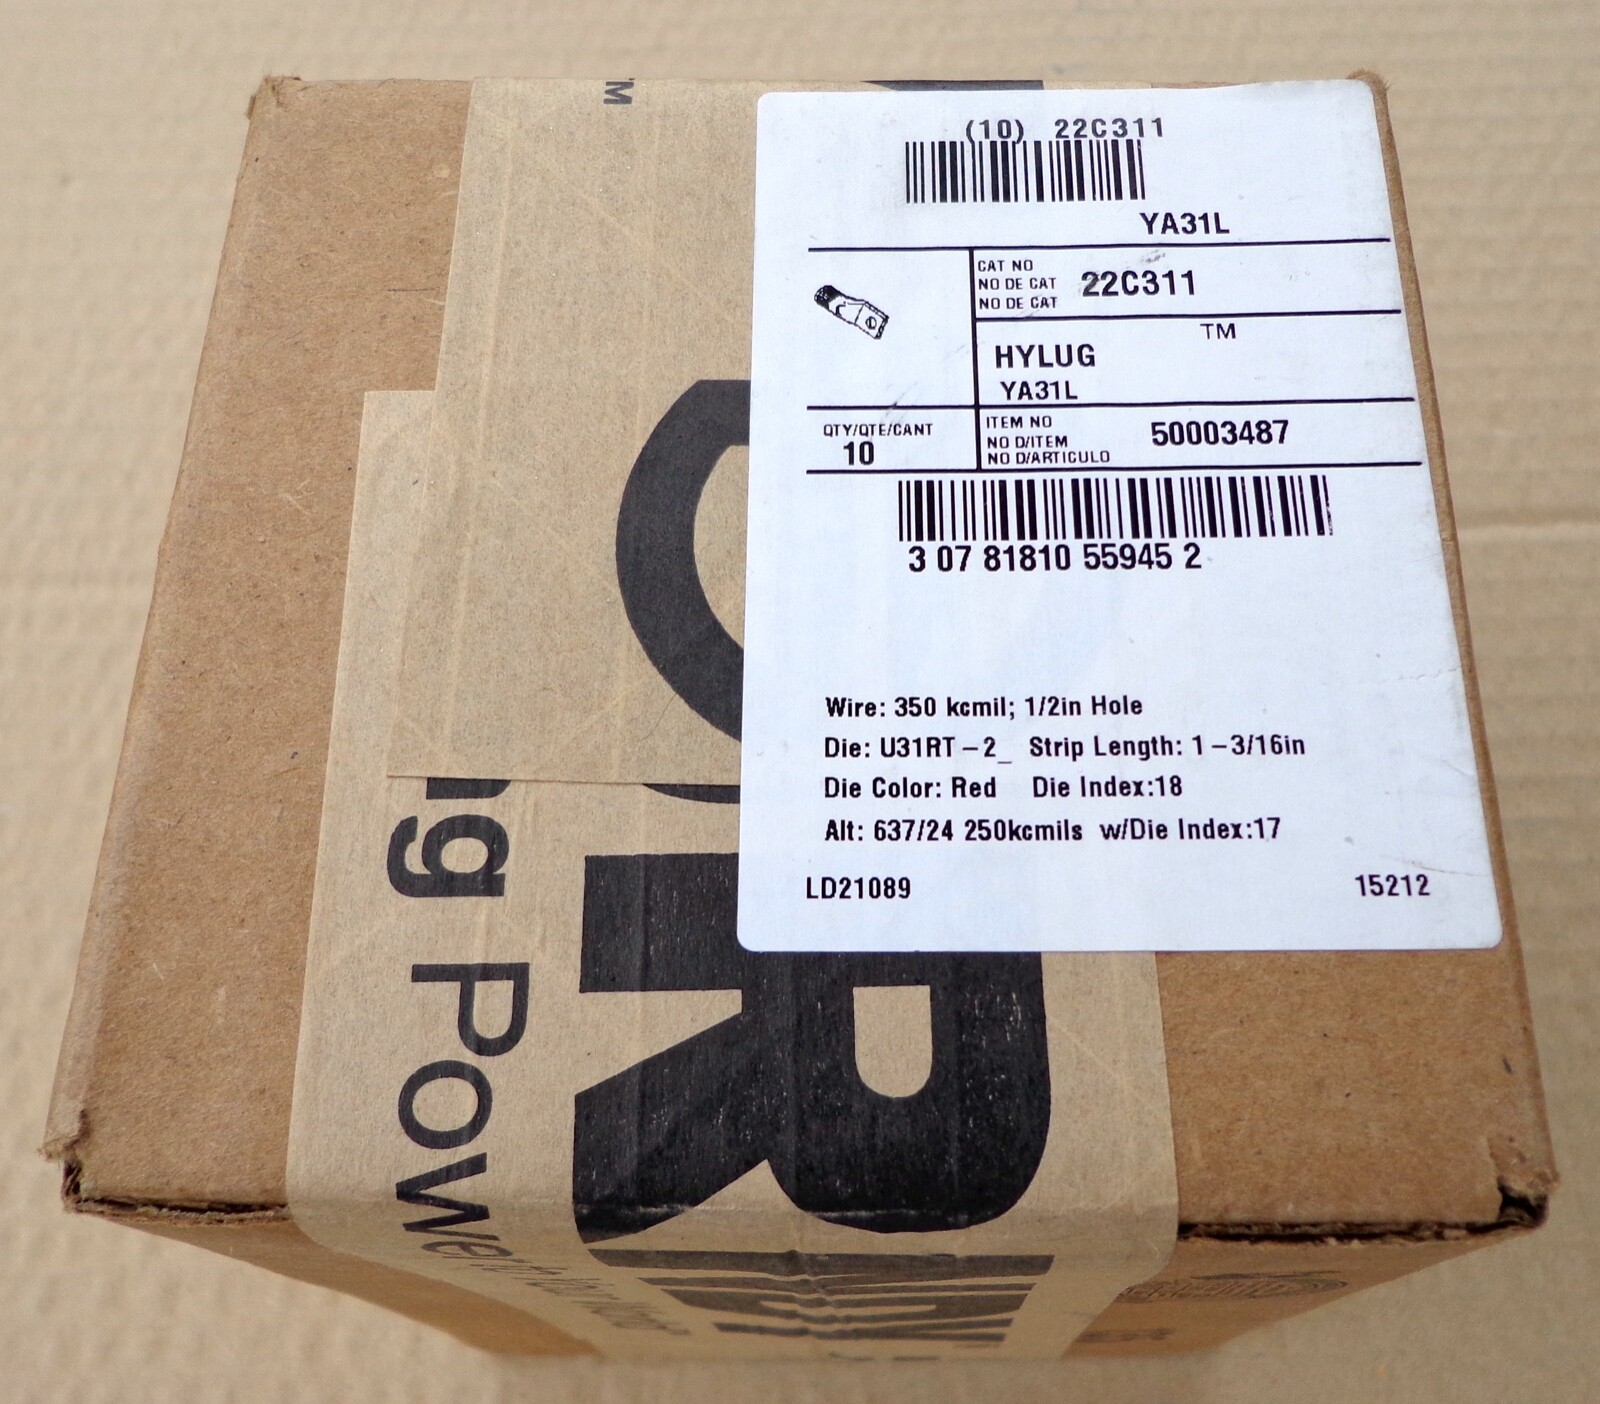 (10) 22C311
YA31L
CAT NO
NO DE CAT
NO DE CAT
22C311
TM
HYLUG
YA31L
QTY/QTE/CANT
10
ITEM NO
NO D/ITEM
NO D/ARTICULO
50003487
3 07 81810 55945 2
Wire: 350 kcmil; 1/2in Hole
Die: U31RT-2_ Strip Length: 1-3/16in
Die Color: Red Die Index:18
Alt: 637/24 250kcmils w/Die Index:17
LD21089 15212
TM
ng Power
R